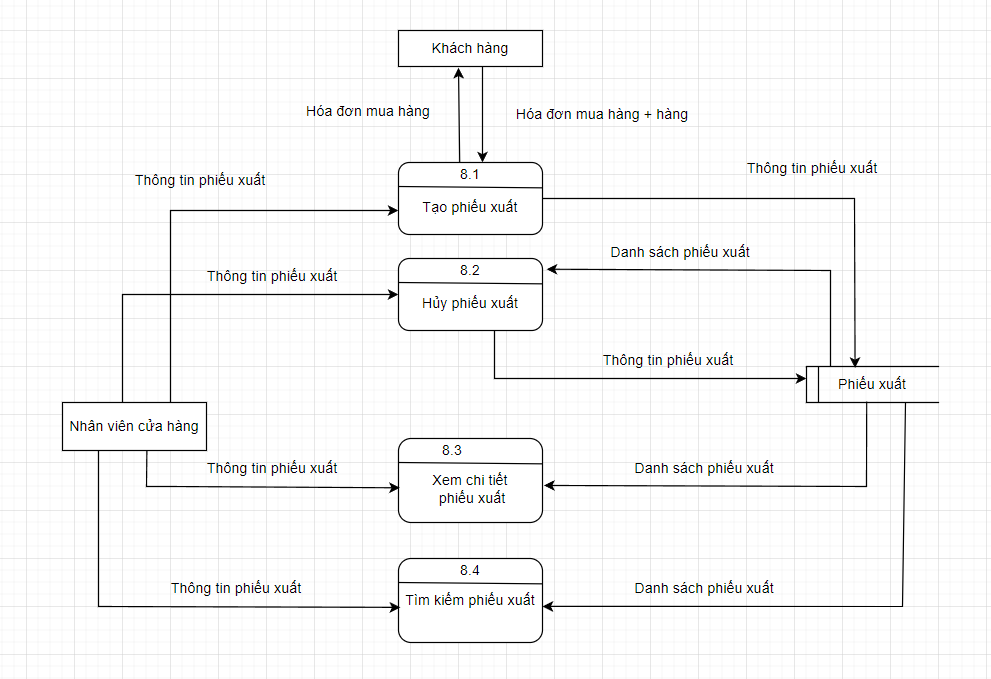 Khách hàng
Hóa đơn mua hàng
Hóa đơn mua hàng + hàng
8.1
Tạo phiếu xuất
Thông tin phiếu xuất
Thông tin phiếu xuất
8.2
Hủy phiếu xuất
Thông tin phiếu xuất
Danh sách phiếu xuất
Thông tin phiếu xuất
Phiếu xuất
Nhân viên cửa hàng
8.3
Xem chi tiết
phiếu xuất
Thông tin phiếu xuất
Danh sách phiếu xuất
8.4
Tìm kiếm phiếu xuất
Thông tin phiếu xuất
Danh sách phiếu xuất